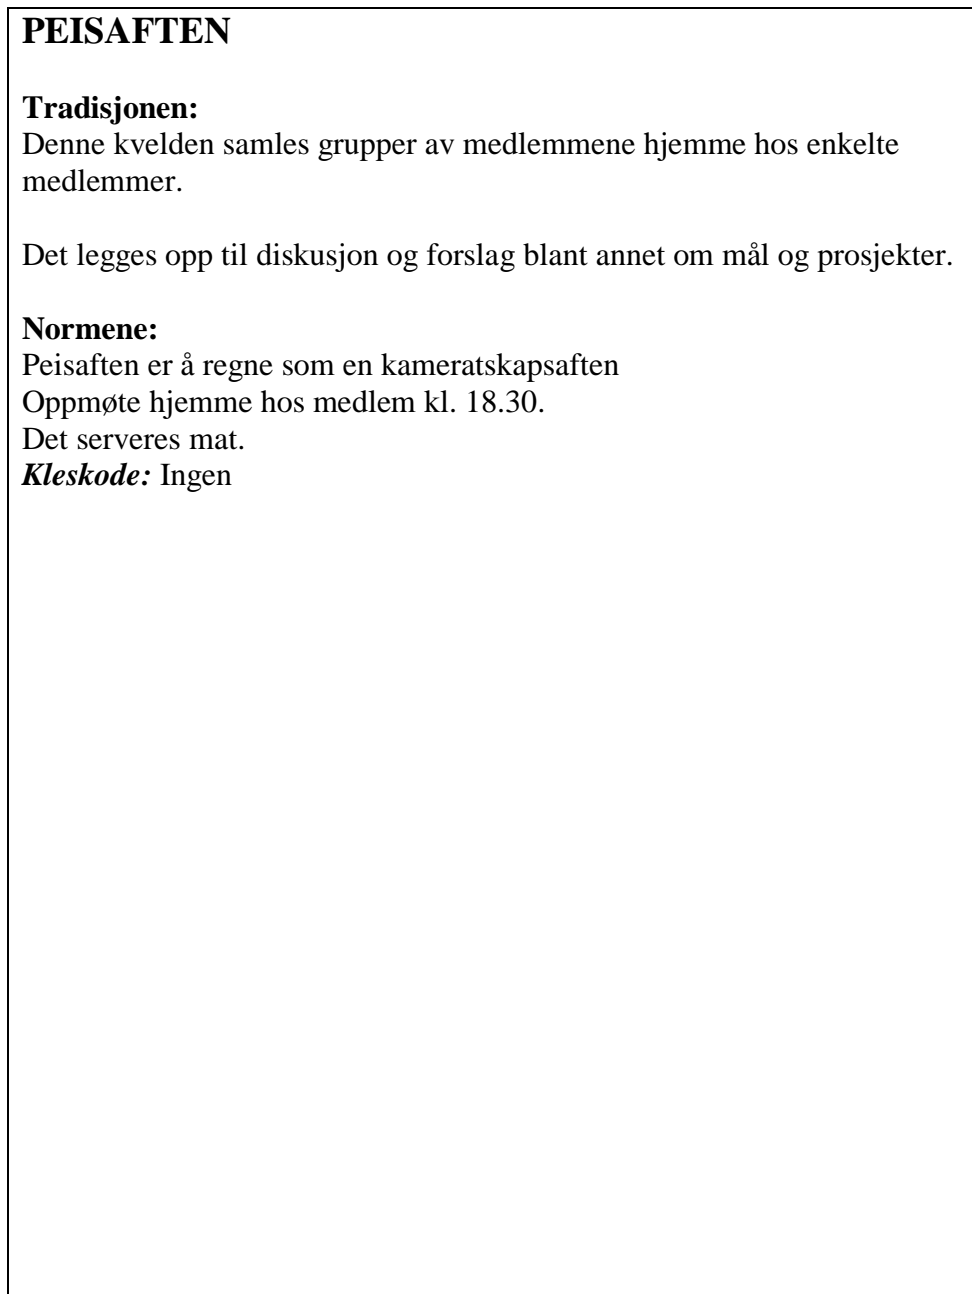 PEISAFTEN
Tradisjonen:
Denne kvelden samles grupper av medlemmene hjemme hos enkelte
medlemmer.
Det legges opp til diskusjon og forslag blant annet om mål og prosjekter.
Normene:
Peisaften er å regne som en kameratskapsaften
Oppmøte hjemme hos medlem kl. 18.30.
Det serveres mat.
Kleskode: Ingen